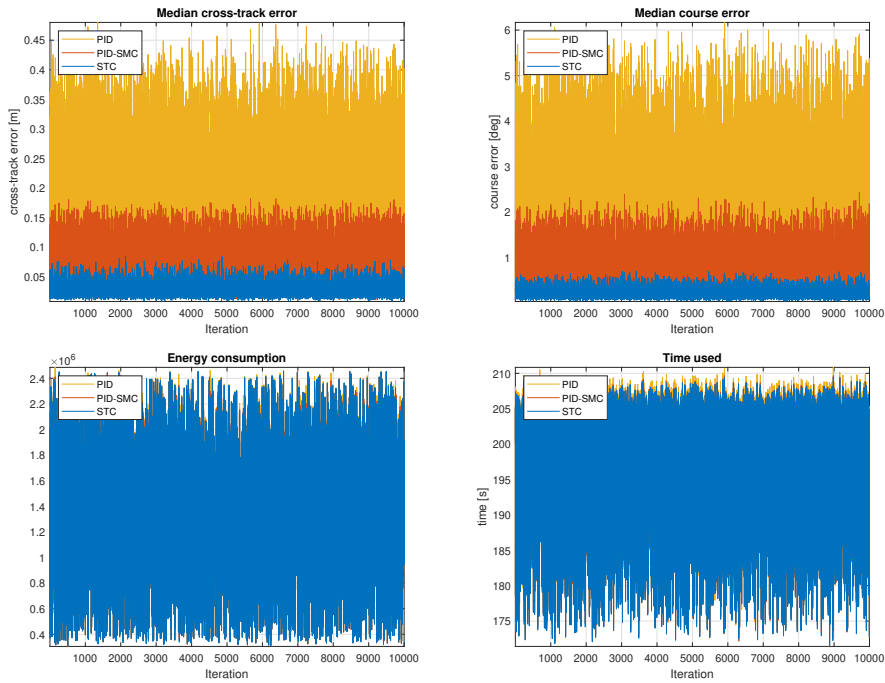 Median cross-track error
cross-track error [m]
0.45
0.4
0.35
0.3
0.25
0.2
0.15
0.1
0.05
PID
PID-SMC
STC
1000 2000 3000 4000 5000 6000 7000 8000 9000 10000
Iteration
Median course error
course error [deg]
6
5
4
3
2
1
PID
PID-SMC
STC
1000 2000 3000 4000 5000 6000 7000 8000 9000 10000
Iteration
Energy consumption
×10^6
2.4
2.2
2
1.8
1.6
1.4
1.2
1
0.8
0.6
0.4
PID
PID-SMC
STC
1000 2000 3000 4000 5000 6000 7000 8000 9000 10000
Iteration
Time used
time [s]
210
205
200
195
190
185
180
175
PID
PID-SMC
STC
1000 2000 3000 4000 5000 6000 7000 8000 9000 10000
Iteration